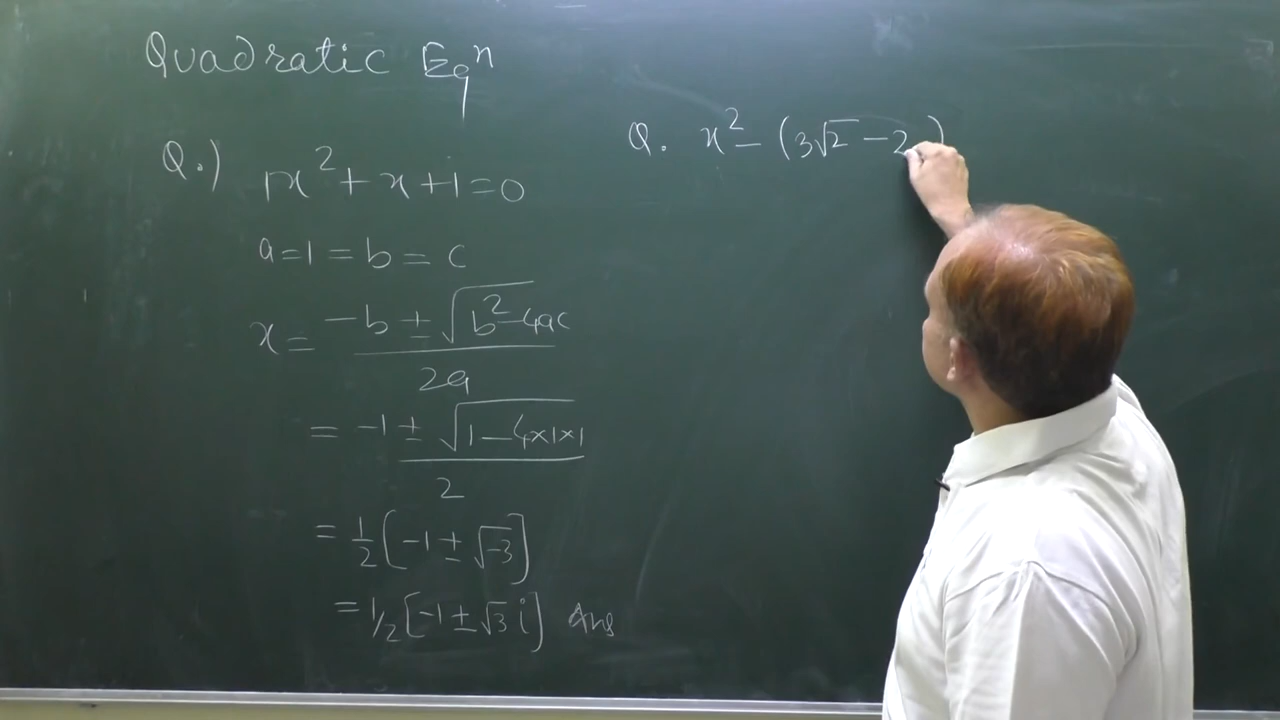 Quadratic Eqⁿ
Q.) 1x² + x + 1 = 0
a = 1 = b = c
x = (-b ± √(b² - 4ac)) / 2a
= (-1 ± √(1 - 4×1×1)) / 2
= 1/2 [-1 ± √-3]
= 1/2 [-1 ± √3 i] Ans
Q. x² - (3√2 - 2 )